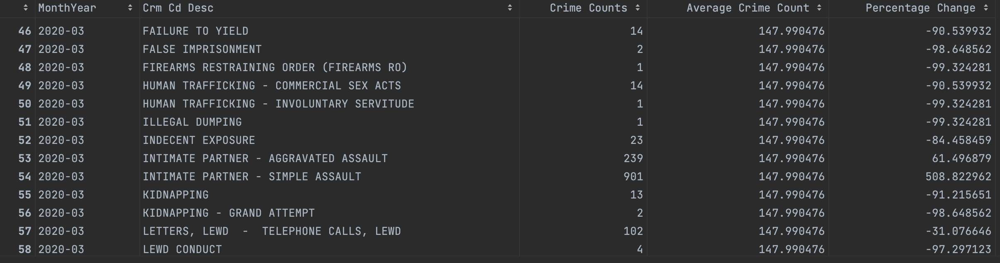 MonthYear Crm Cd Desc Crime Counts Average Crime Count Percentage Change
46 2020-03 FAILURE TO YIELD 14 147.990476 -90.539932
47 2020-03 FALSE IMPRISONMENT 2 147.990476 -98.648562
48 2020-03 FIREARMS RESTRAINING ORDER (FIREARMS RO) 1 147.990476 -99.324281
49 2020-03 HUMAN TRAFFICKING - COMMERCIAL SEX ACTS 14 147.990476 -90.539932
50 2020-03 HUMAN TRAFFICKING - INVOLUNTARY SERVITUDE 1 147.990476 -99.324281
51 2020-03 ILLEGAL DUMPING 1 147.990476 -99.324281
52 2020-03 INDECENT EXPOSURE 23 147.990476 -84.458459
53 2020-03 INTIMATE PARTNER - AGGRAVATED ASSAULT 239 147.990476 61.496879
54 2020-03 INTIMATE PARTNER - SIMPLE ASSAULT 901 147.990476 508.822962
55 2020-03 KIDNAPPING 13 147.990476 -91.215651
56 2020-03 KIDNAPPING - GRAND ATTEMPT 2 147.990476 -98.648562
57 2020-03 LETTERS, LEWD  -  TELEPHONE CALLS, LEWD 102 147.990476 -31.076646
58 2020-03 LEWD CONDUCT 4 147.990476 -97.297123